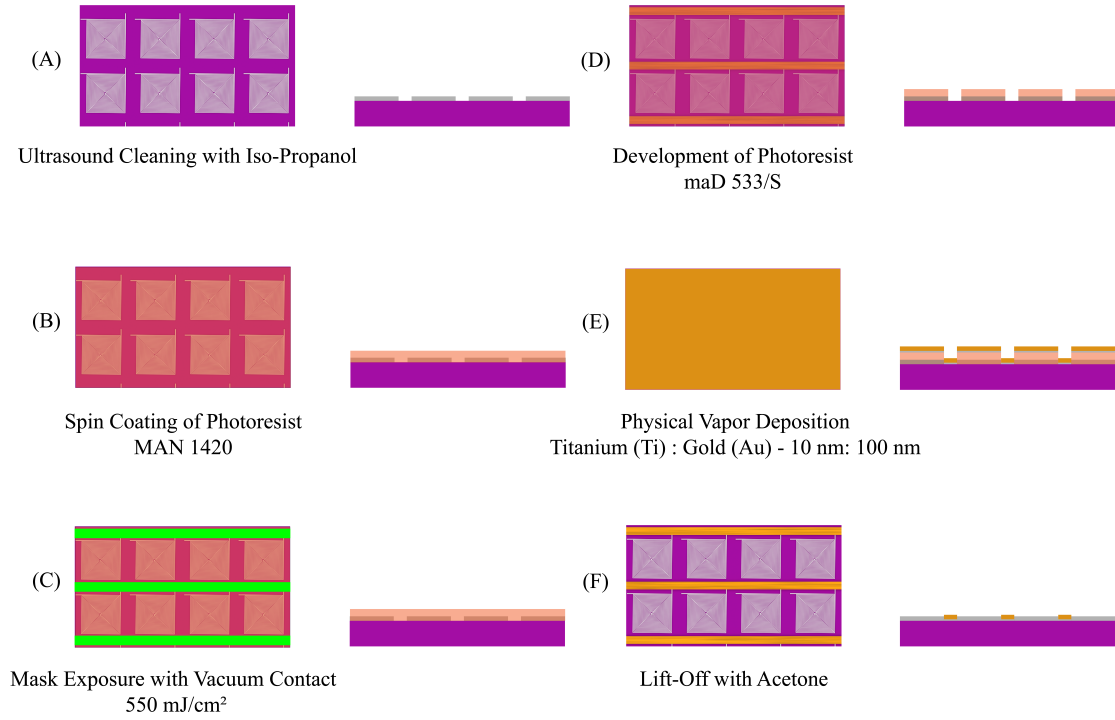 (A)
Ultrasound Cleaning with Iso-Propanol
(B)
Spin Coating of Photoresist
MAN 1420
(C)
Mask Exposure with Vacuum Contact
550 mJ/cm²
(D)
Development of Photoresist
maD 533/S
(E)
Physical Vapor Deposition
Titanium (Ti) : Gold (Au) - 10 nm: 100 nm
(F)
Lift-Off with Acetone